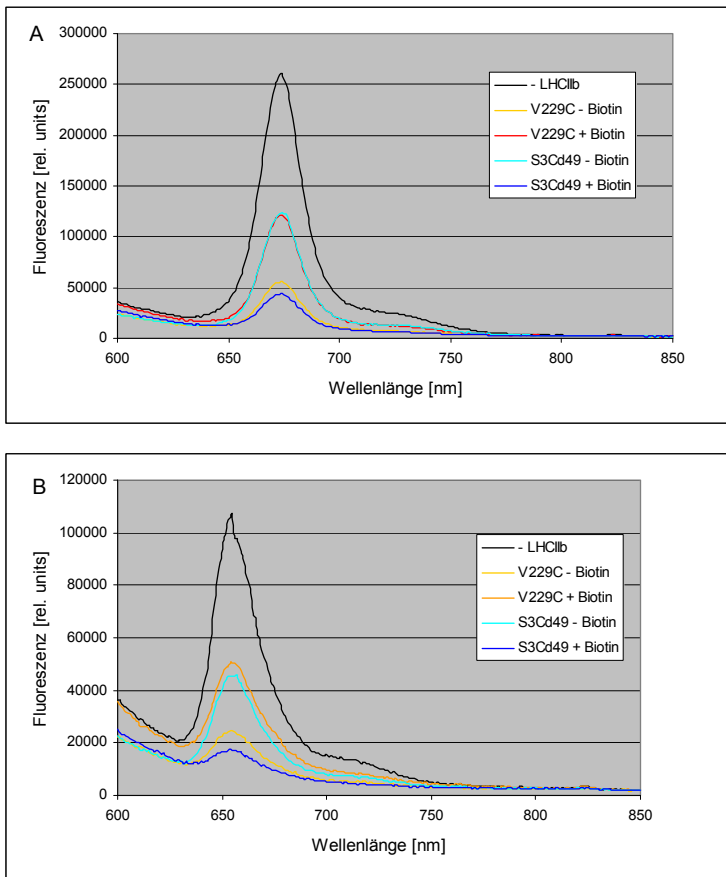 A
300000
250000
200000
150000
100000
50000
0
Fluoreszenz [rel. units]
600 650 700 750 800 850
Wellenlänge [nm]
- LHCIIb
V229C - Biotin
V229C + Biotin
S3Cd49 - Biotin
S3Cd49 + Biotin
B
120000
100000
80000
60000
40000
20000
0
Fluoreszenz [rel. units]
600 650 700 750 800 850
Wellenlänge [nm]
- LHCIIb
V229C - Biotin
V229C + Biotin
S3Cd49 - Biotin
S3Cd49 + Biotin